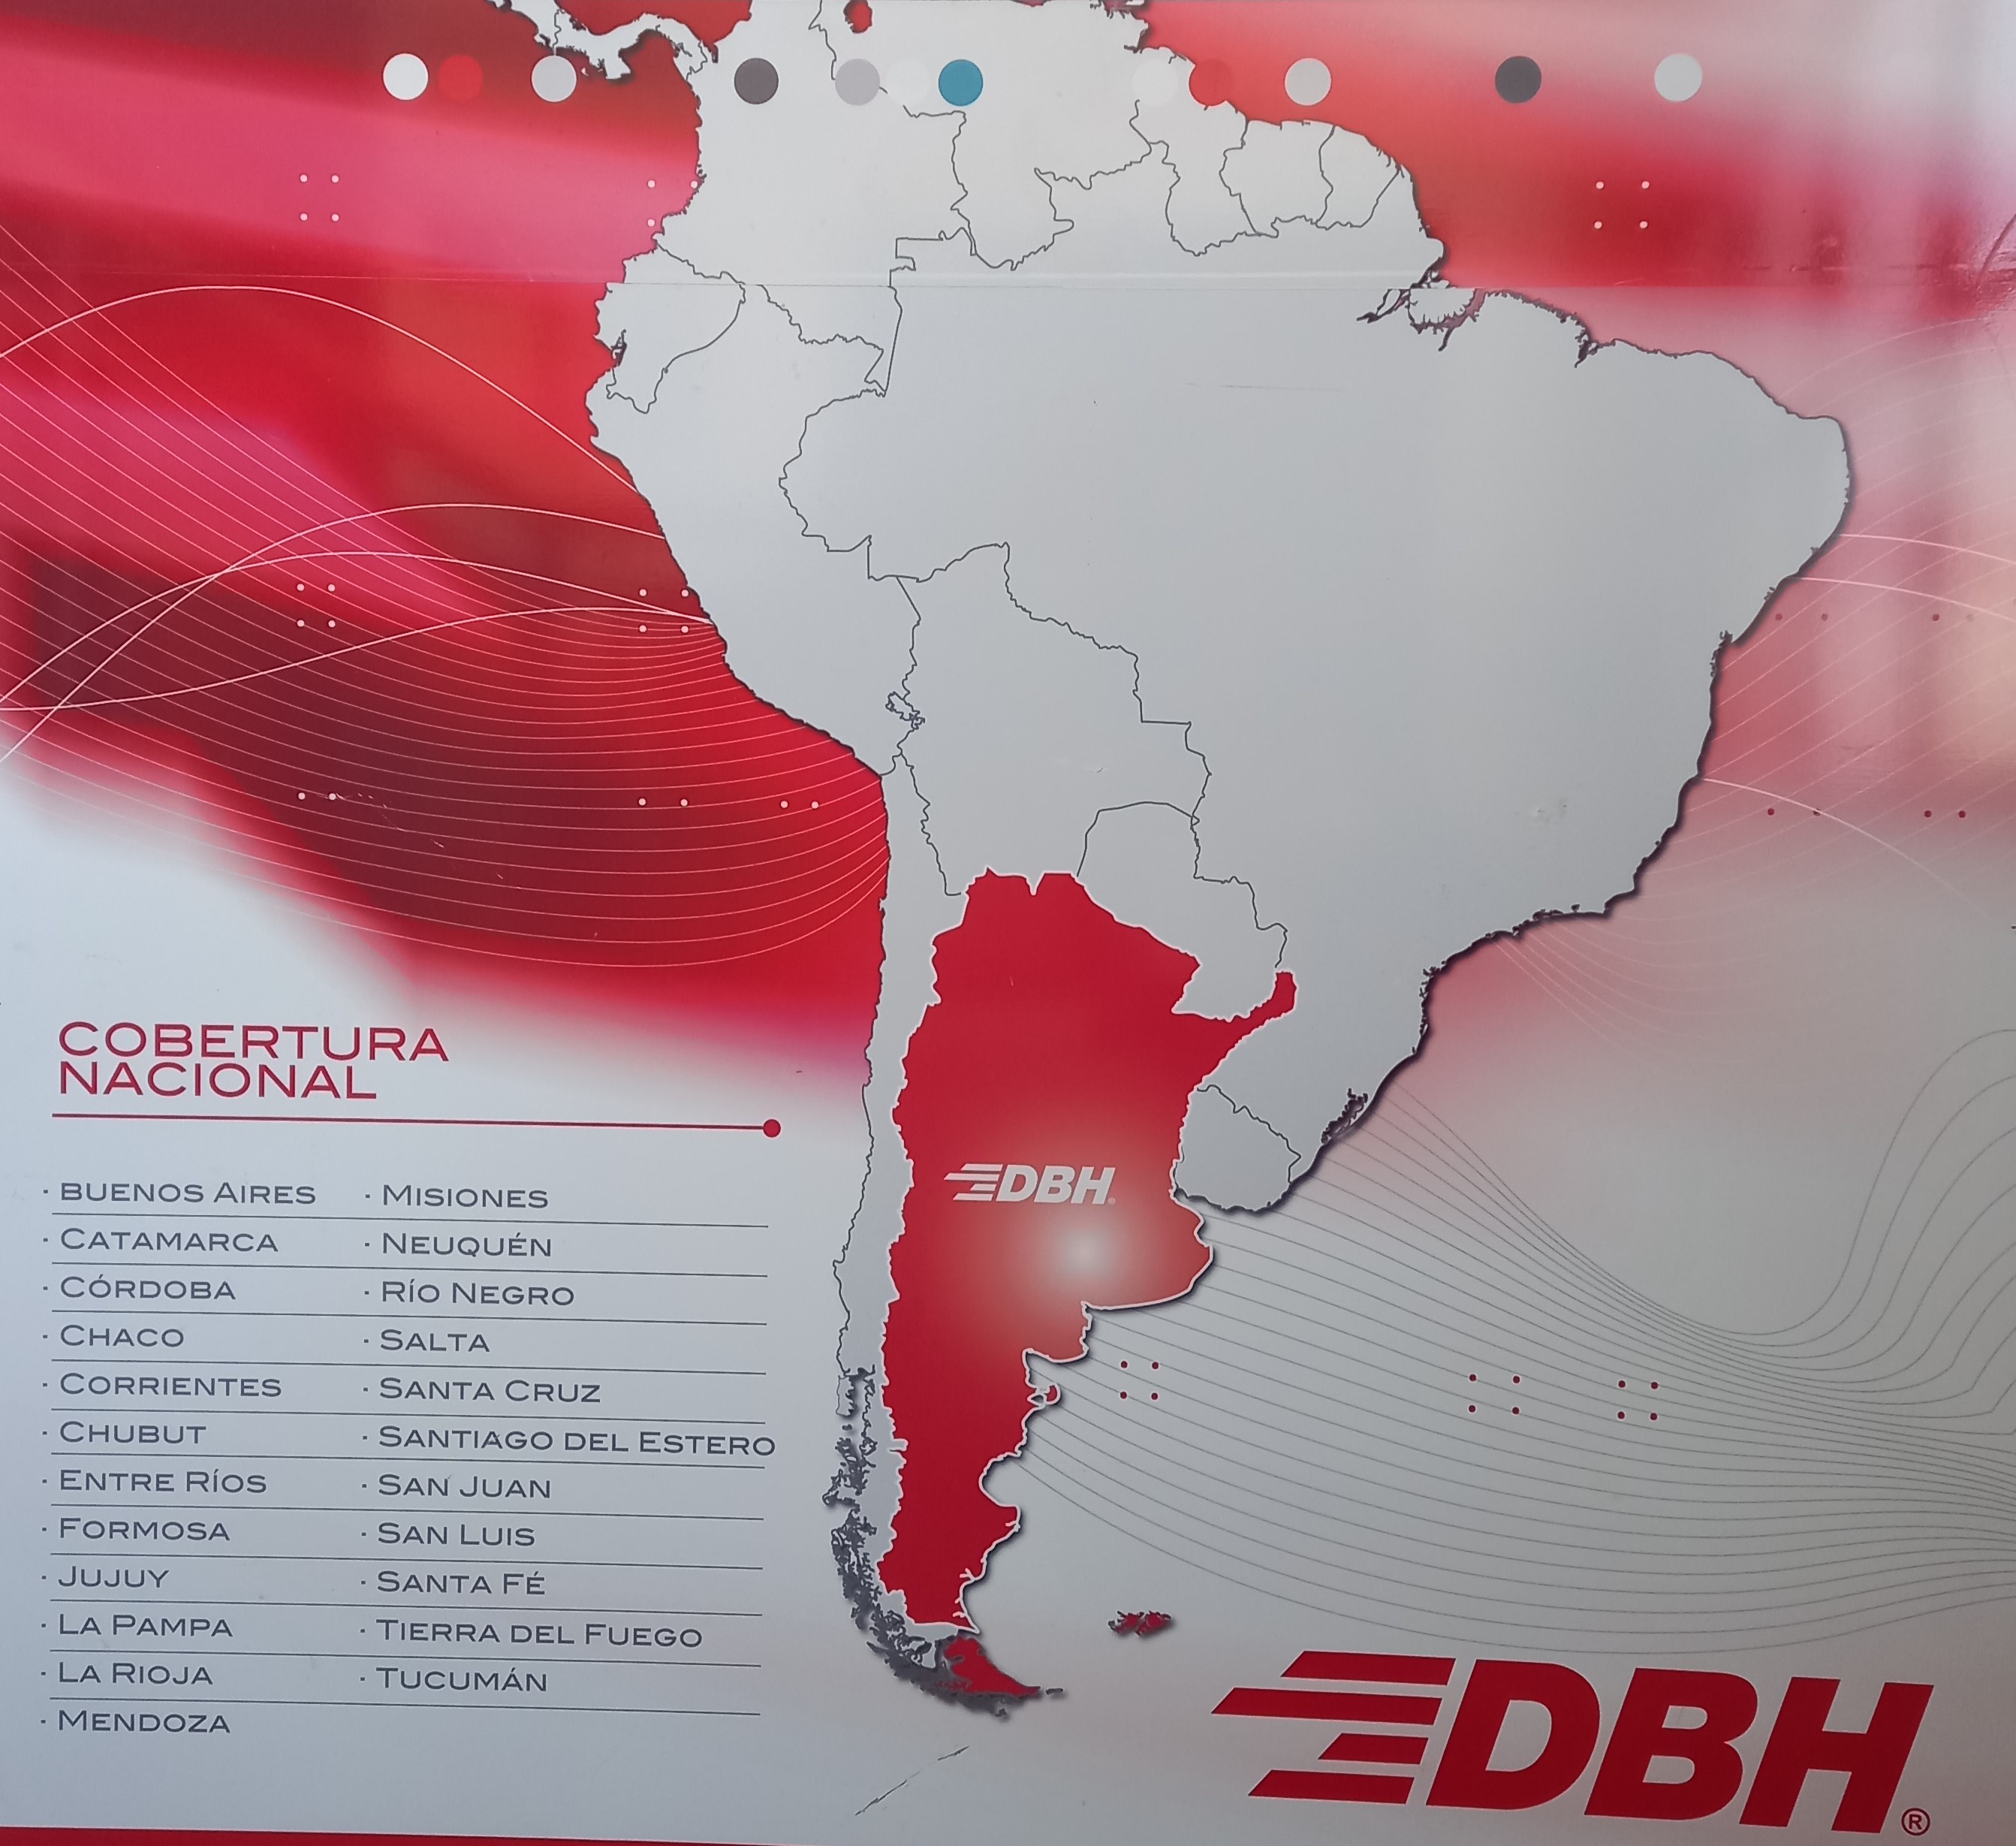 COBERTURA
NACIONAL
· BUENOS AIRES
· CATAMARCA
· CÓRDOBA
· CHACO
· CORRIENTES
· CHUBUT
· ENTRE RÍOS
· FORMOSA
· JUJUY
· LA PAMPA
· LA RIOJA
· MENDOZA
· MISIONES
· NEUQUÉN
· RÍO NEGRO
· SALTA
· SANTA CRUZ
· SANTIAGO DEL ESTERO
· SAN JUAN
· SAN LUIS
· SANTA FÉ
· TIERRA DEL FUEGO
· TUCUMÁN
DBH
DBH®